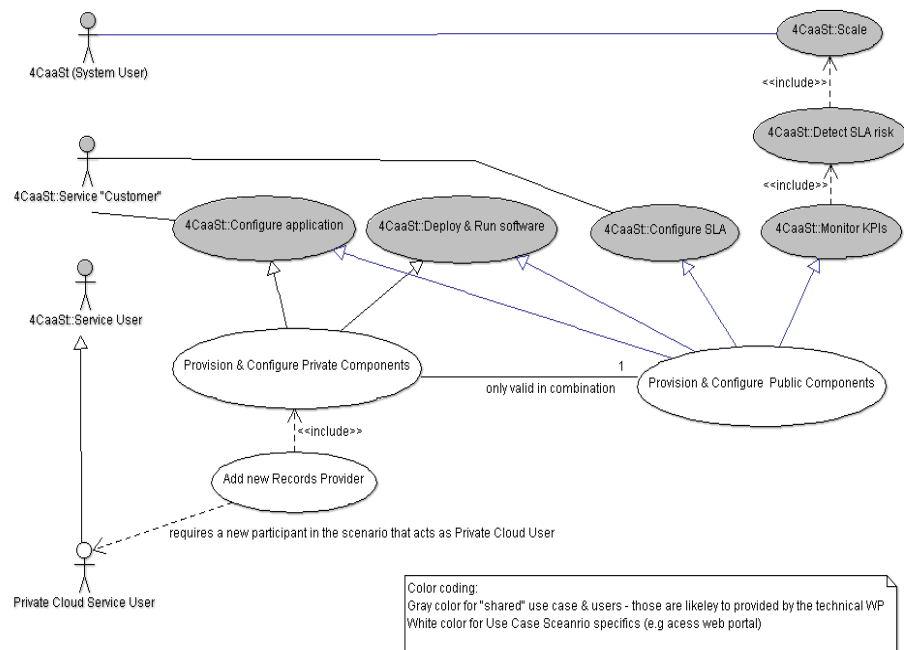 4CaaSt::Scale
4CaaSt (System User)
<<include>>
4CaaSt::Detect SLA risk
<<include>>
4CaaSt::Service "Customer"
4CaaSt::Configure application
4CaaSt::Deploy & Run software
4CaaSt::Configure SLA
4CaaSt::Monitor KPIs
4CaaSt::Service User
Provision & Configure Private Components
1
only valid in combination
Provision & Configure Public Components
<<include>>
Add new Records Provider
requires a new participant in the scenario that acts as Private Cloud User
Private Cloud Service User
Color coding:
Gray color for "shared" use case & users - those are likeley to provided by the technical WP
White color for Use Case Sceanrio specifics (e.g acess web portal)